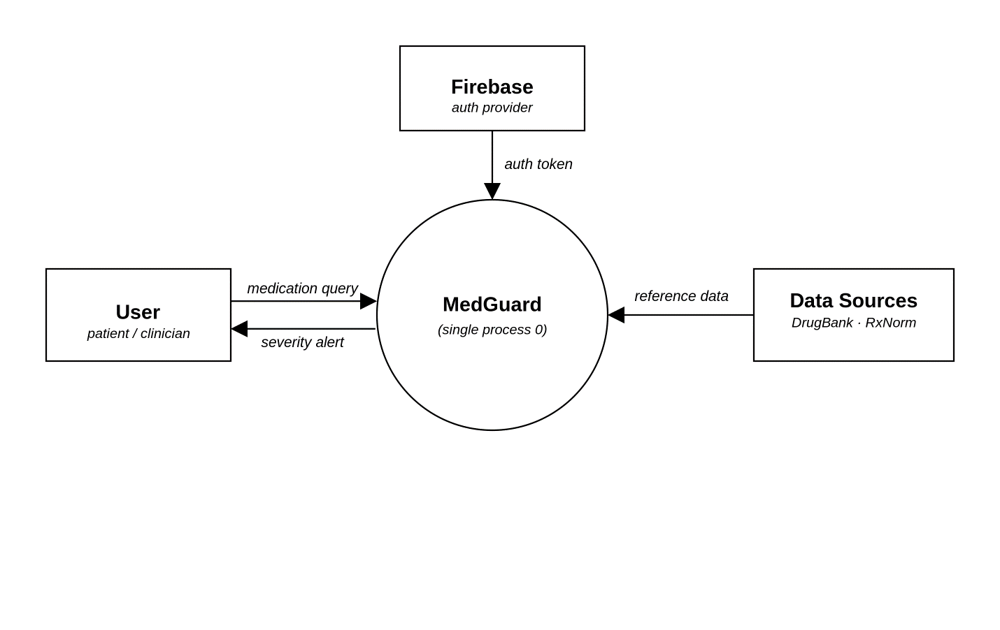 Firebase
auth provider
auth token
medication query
User
patient / clinician
severity alert
MedGuard
(single process 0)
reference data
Data Sources
DrugBank · RxNorm